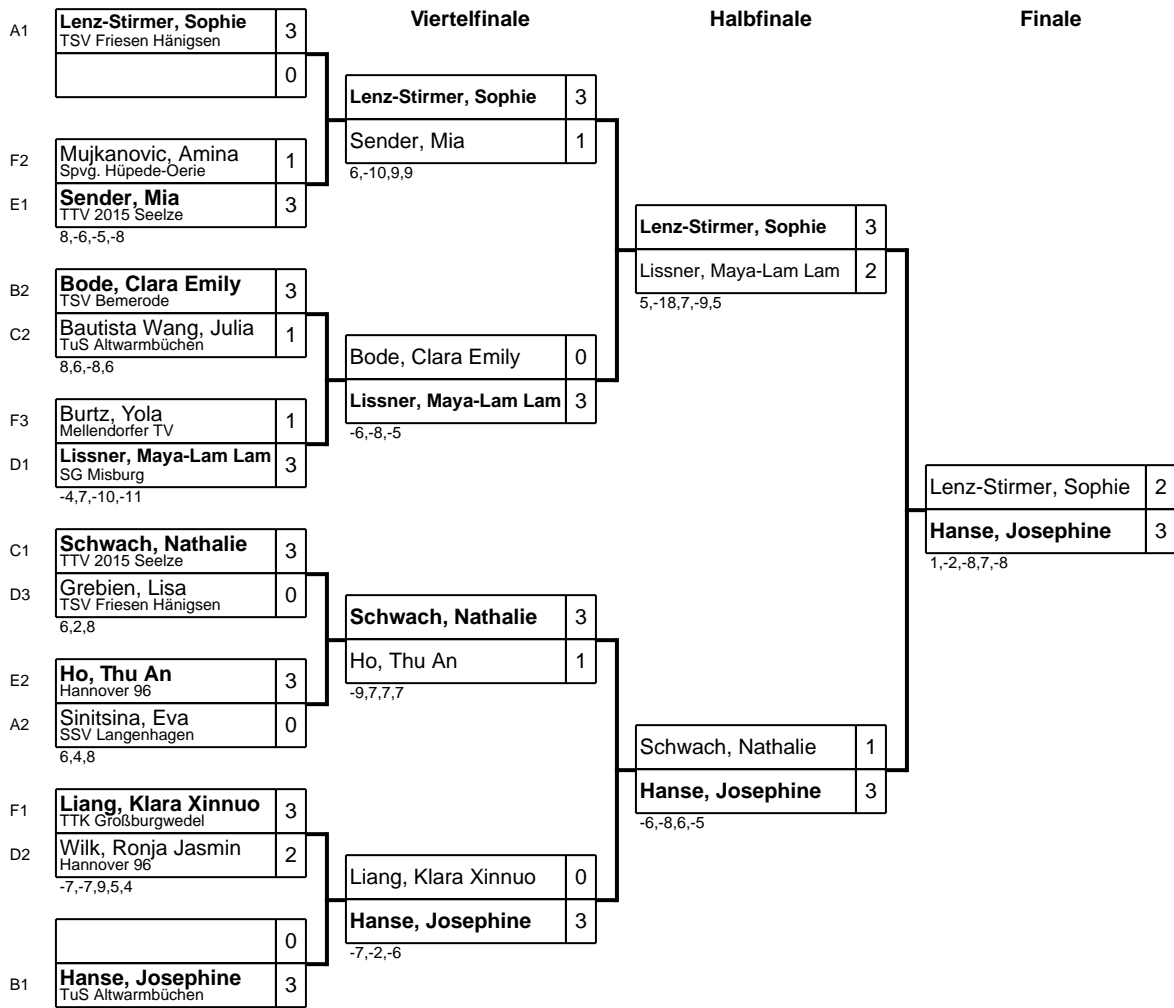 Viertelfinale
Halbfinale
Finale
A1
Lenz-Stirmer, Sophie
TSV Friesen Hänigsen
3
0
F2
Mujkanovic, Amina
Spvg. Hüpede-Oerie
1
E1
Sender, Mia
TTV 2015 Seelze
3
8,-6,-5,-8
B2
Bode, Clara Emily
TSV Bemerode
3
C2
Bautista Wang, Julia
TuS Altwarmbüchen
1
8,6,-8,6
F3
Burtz, Yola
Mellendorfer TV
1
D1
Lissner, Maya-Lam Lam
SG Misburg
3
-4,7,-10,-11
C1
Schwach, Nathalie
TTV 2015 Seelze
3
D3
Grebien, Lisa
TSV Friesen Hänigsen
0
6,2,8
E2
Ho, Thu An
Hannover 96
3
A2
Sinitsina, Eva
SSV Langenhagen
0
6,4,8
F1
Liang, Klara Xinnuo
TTK Großburgwedel
3
D2
Wilk, Ronja Jasmin
Hannover 96
2
-7,-7,9,5,4
0
B1
Hanse, Josephine
TuS Altwarmbüchen
3
Lenz-Stirmer, Sophie 3
Sender, Mia 1
6,-10,9,9
Bode, Clara Emily 0
Lissner, Maya-Lam Lam 3
-6,-8,-5
Schwach, Nathalie 3
Ho, Thu An 1
-9,7,7,7
Liang, Klara Xinnuo 0
Hanse, Josephine 3
-7,-2,-6
Lenz-Stirmer, Sophie 3
Lissner, Maya-Lam Lam 2
5,-18,7,-9,5
Schwach, Nathalie 1
Hanse, Josephine 3
-6,-8,6,-5
Lenz-Stirmer, Sophie 2
Hanse, Josephine 3
1,-2,-8,7,-8